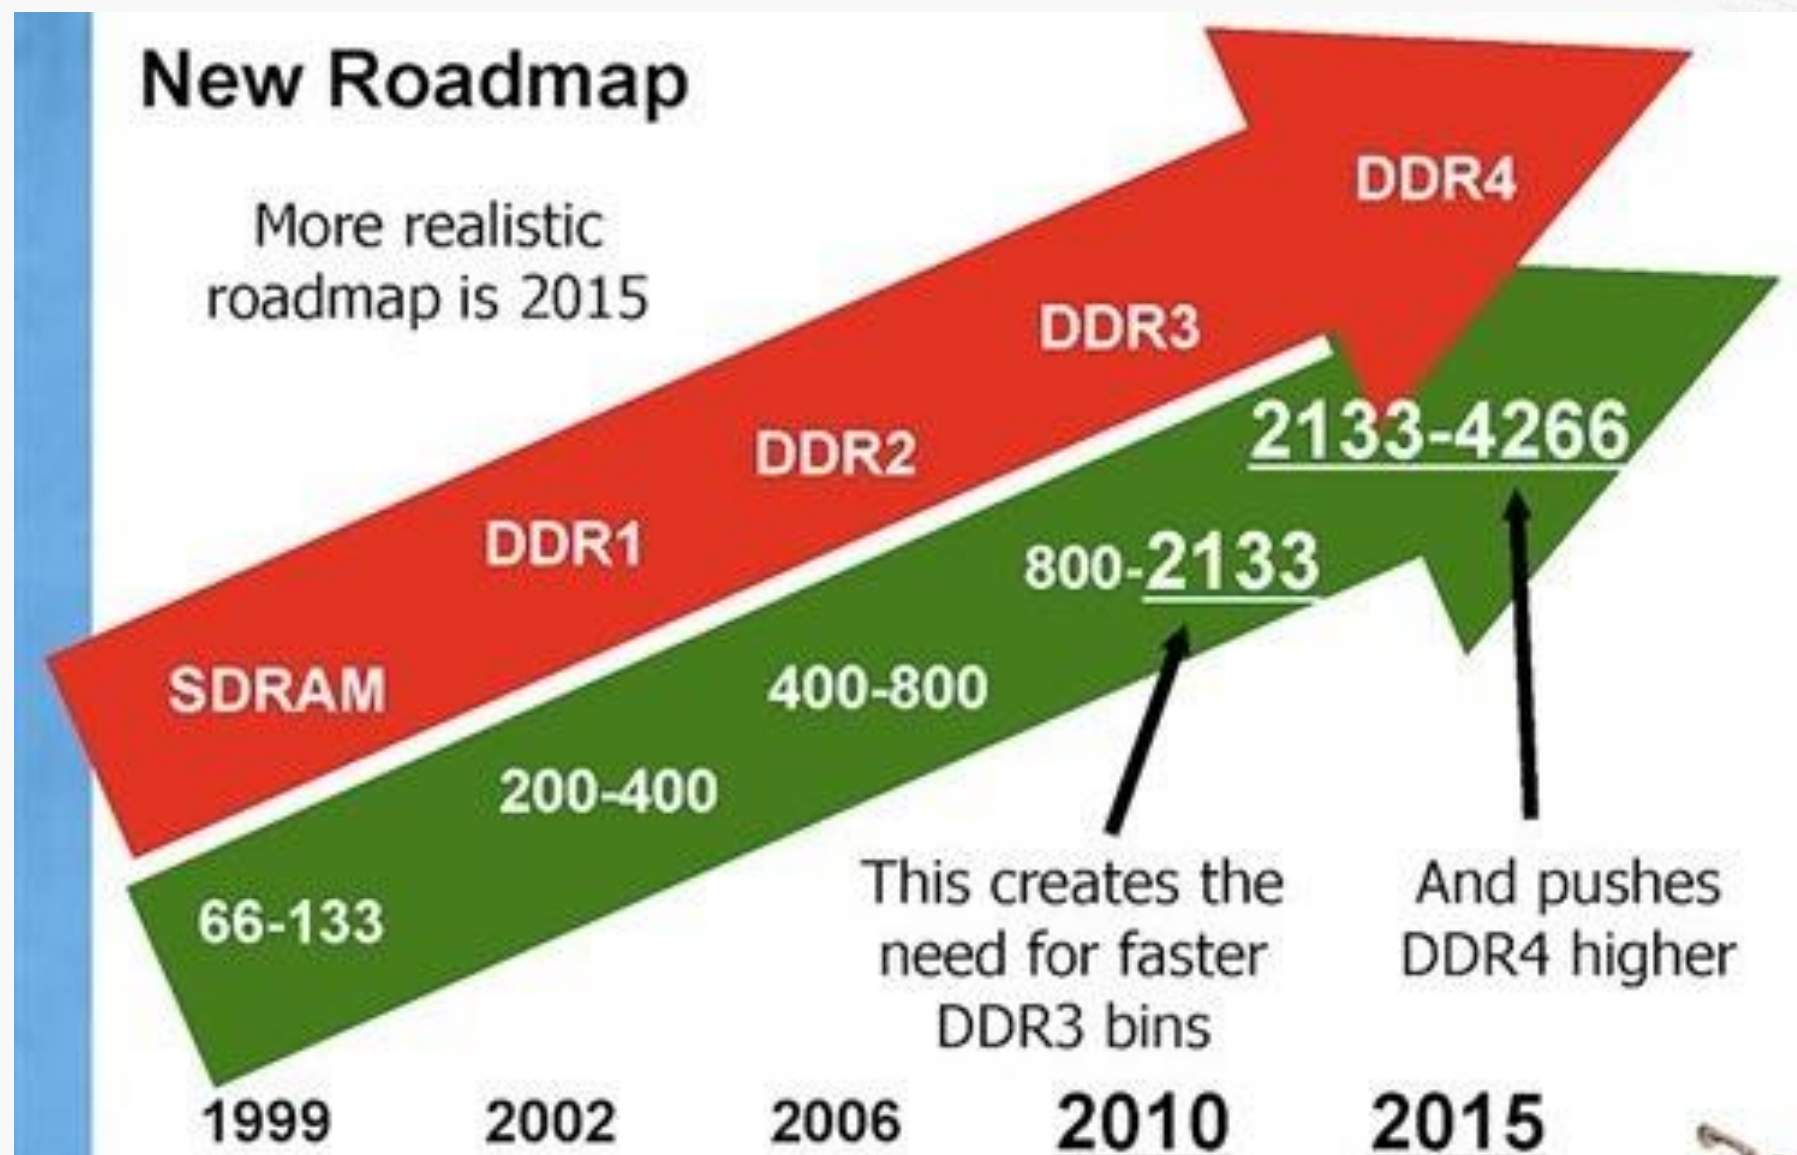 New Roadmap
More realistic
roadmap is 2015
DDR4
DDR3
DDR2
DDR1
SDRAM
2133-4266
800-2133
400-800
200-400
66-133
This creates the
need for faster
DDR3 bins
And pushes
DDR4 higher
1999 2002 2006 2010 2015